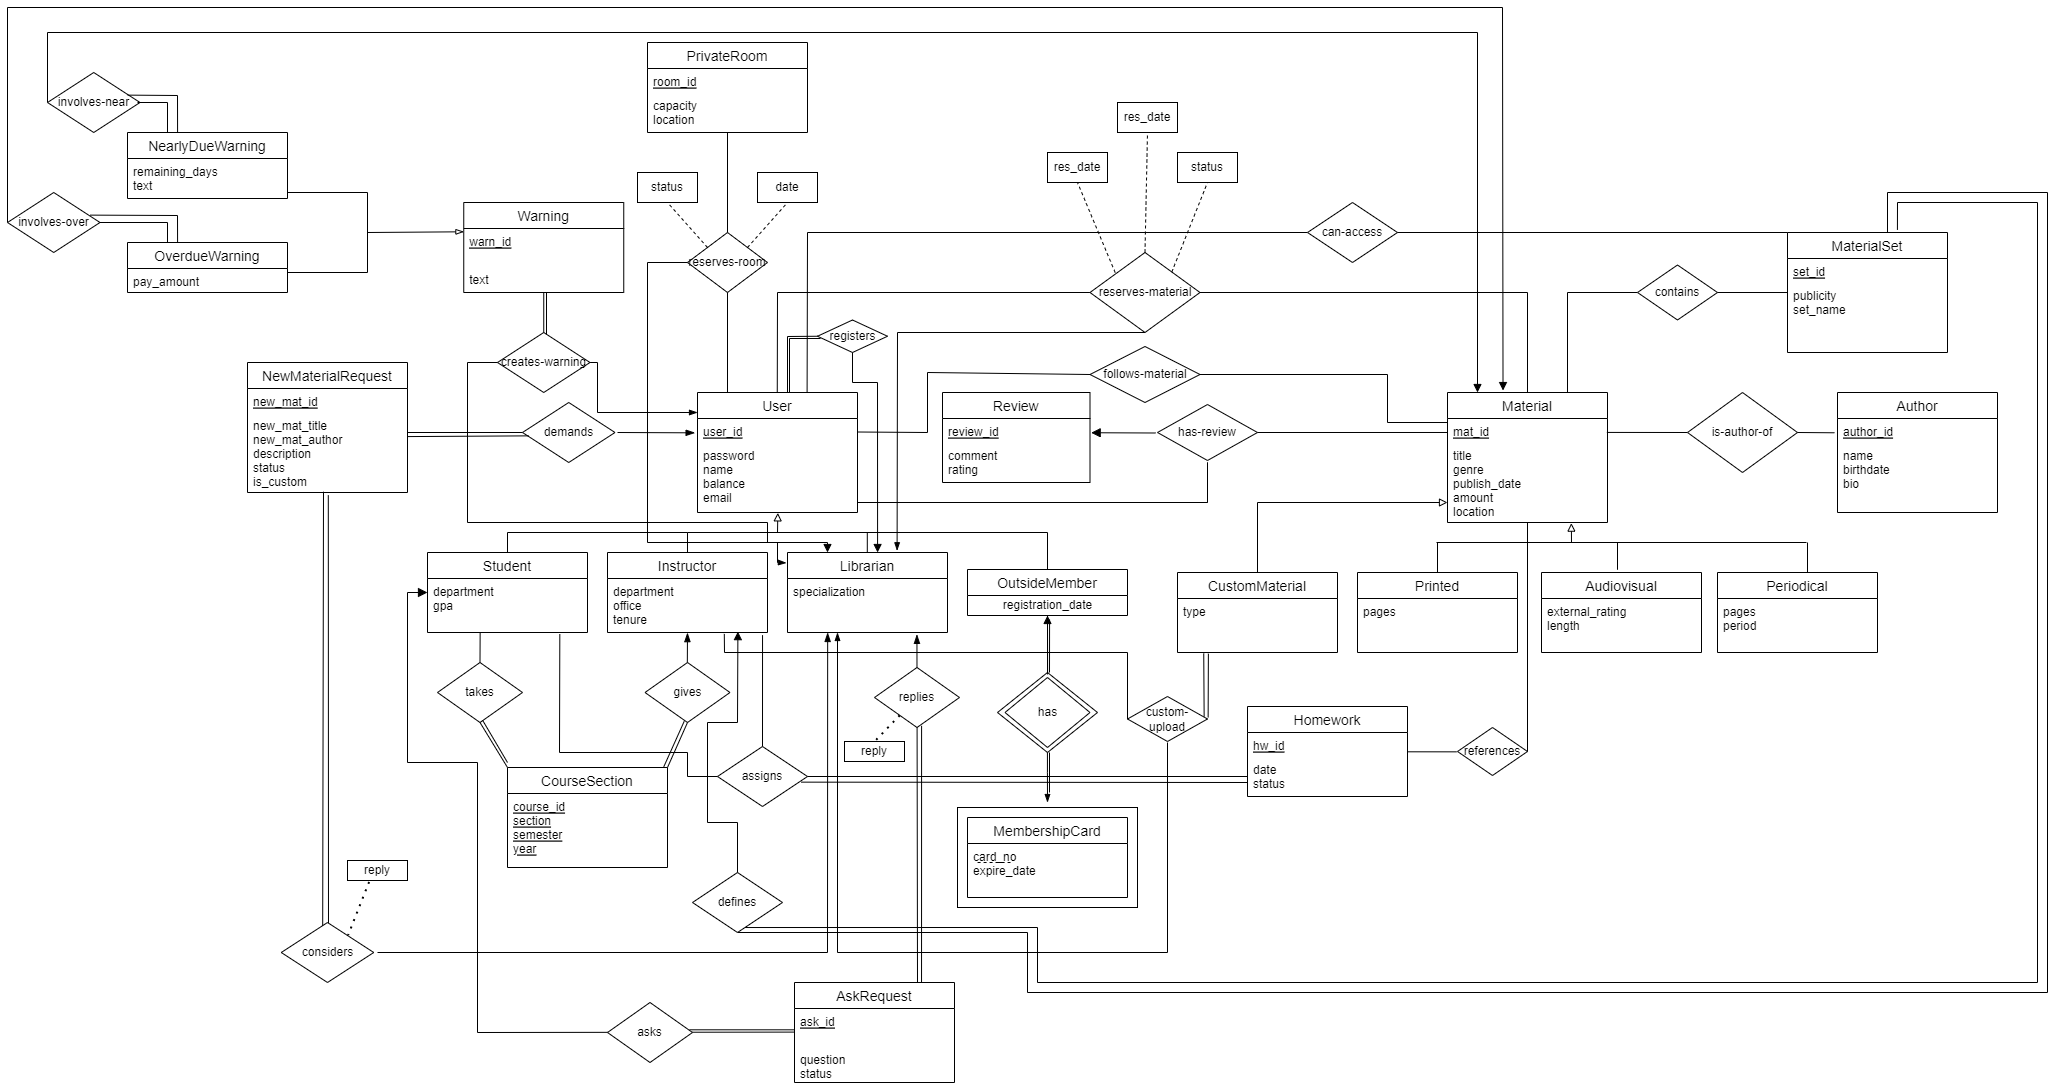 PrivateRoom
room_id
capacity
location
involves-near
NearlyDueWarning
remaining_days
text
involves-over
OverdueWarning
pay_amount
Warning
warn_id
text
status
date
reserves-room
res_date
res_date
status
reserves-material
can-access
MaterialSet
set_id
publicity
set_name
contains
registers
creates-warning
follows-material
NewMaterialRequest
new_mat_id
new_mat_title
new_mat_author
description
status
is_custom
demands
User
user_id
password
name
balance
email
Review
review_id
comment
rating
has-review
Material
mat_id
title
genre
publish_date
amount
location
is-author-of
Author
author_id
name
birthdate
bio
Student
department
gpa
Instructor
department
office
tenure
Librarian
specialization
OutsideMember
registration_date
CustomMaterial
type
Printed
pages
Audiovisual
external_rating
length
Periodical
pages
period
takes
gives
replies
reply
has
custom-
upload
Homework
hw_id
date
status
references
assigns
CourseSection
course_id
section
semester
year
MembershipCard
card_no
expire_date
reply
defines
considers
AskRequest
ask_id
question
status
asks